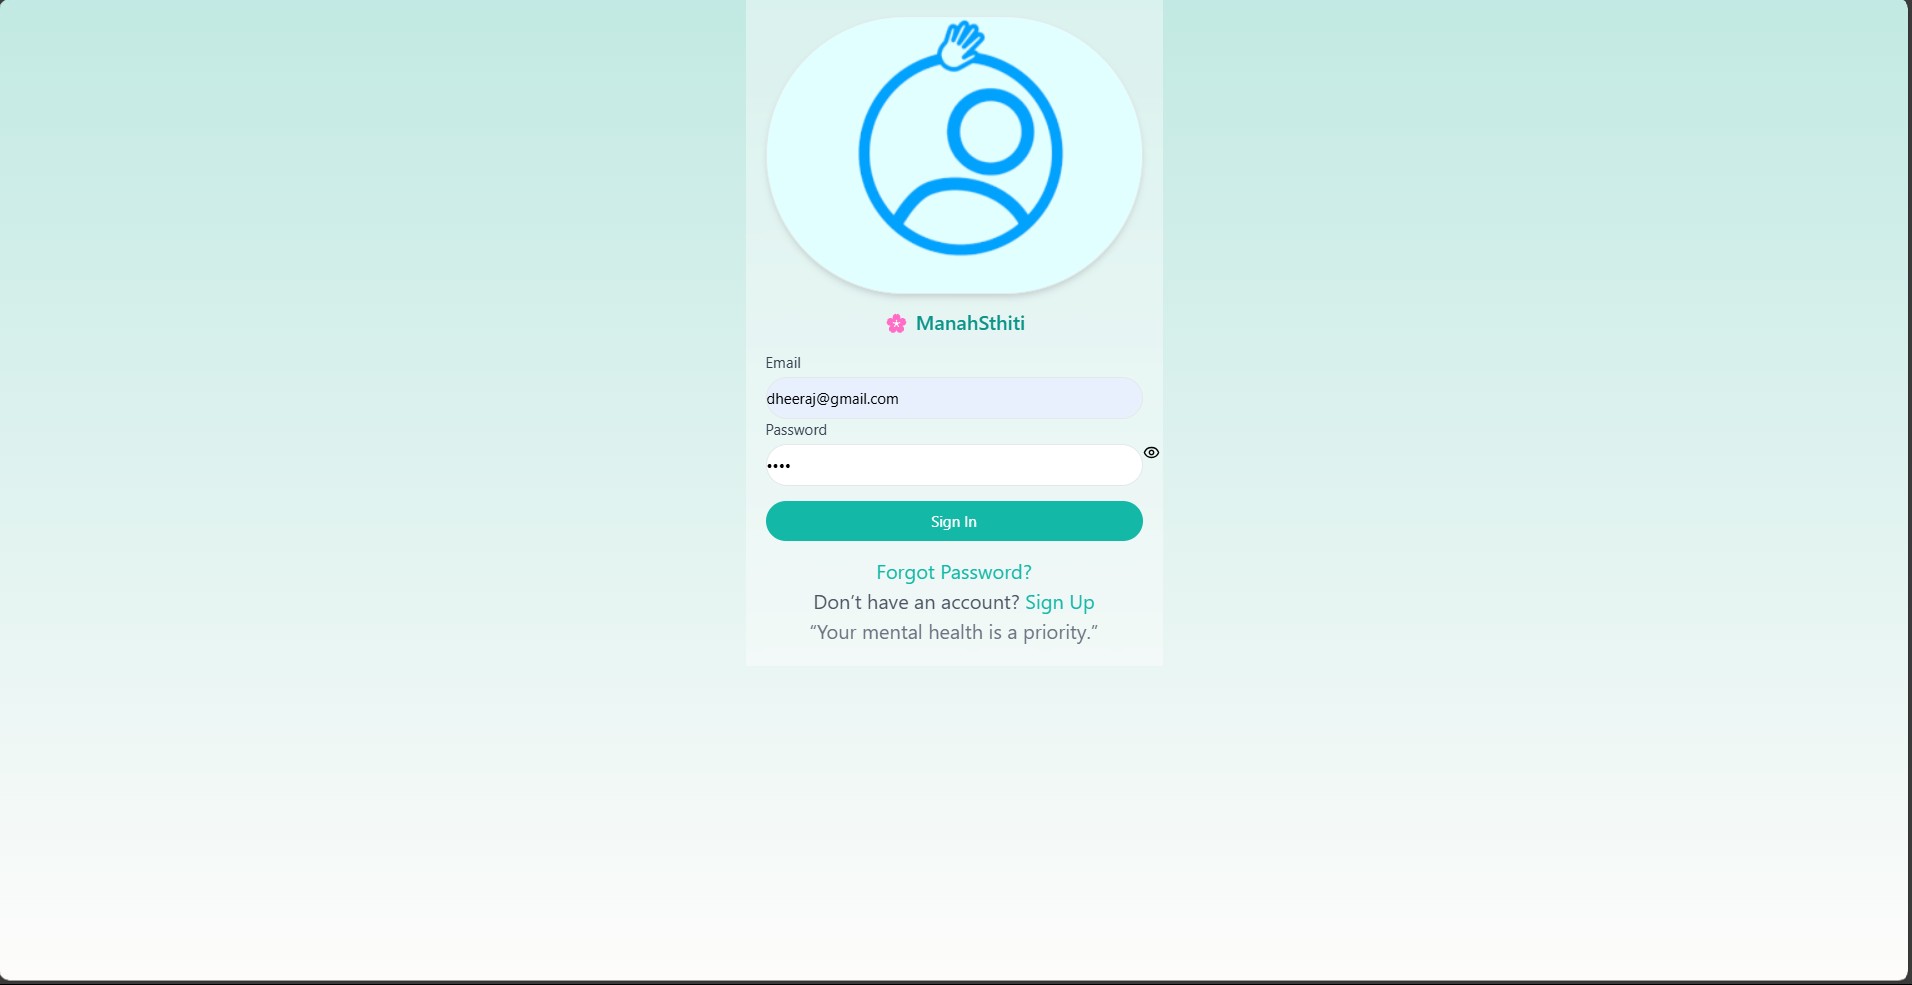 ManahSthiti
Email
dheeraj@gmail.com
Password
••••
Sign In
Forgot Password?
Don’t have an account? Sign Up
“Your mental health is a priority.”